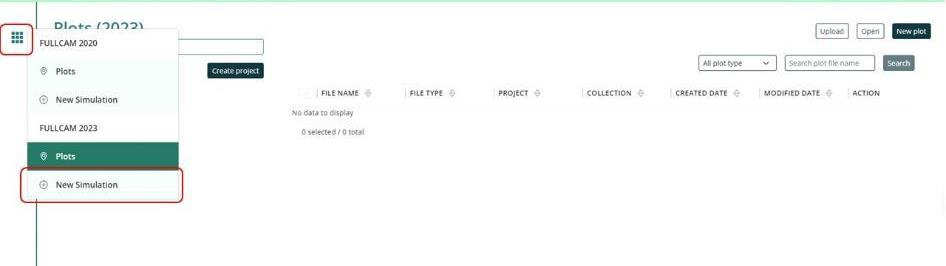 Plots (2023)
Upload
Open
New plot
FULLCAM 2020
Plots
Create project
All plot type
Search plot file name
Search
New Simulation
FILE NAME
FILE TYPE
PROJECT
COLLECTION
CREATED DATE
MODIFIED DATE
ACTION
No data to display
FULLCAM 2023
0 selected / 0 total
Plots
New Simulation